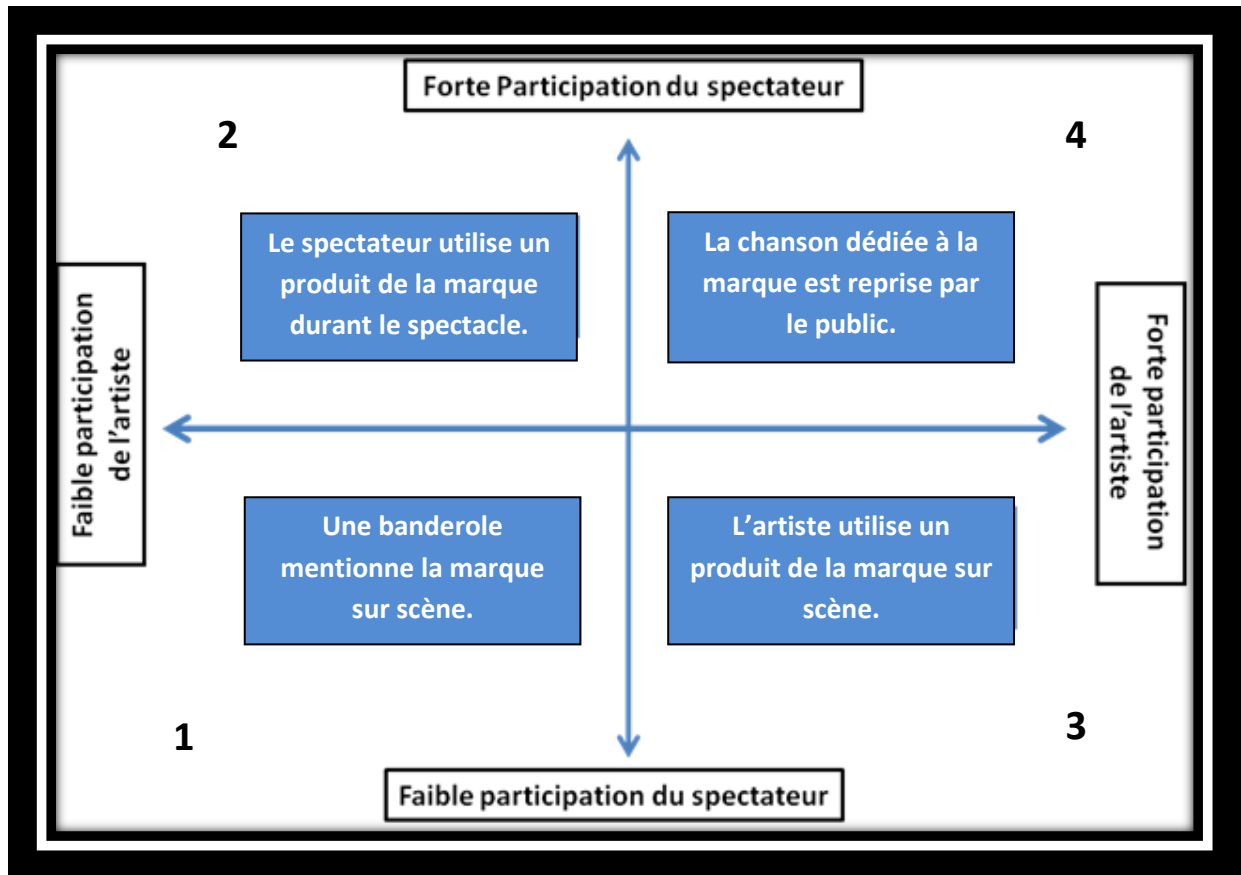 Forte Participation du spectateur
2
4
Le spectateur utilise un
produit de la marque
durant le spectacle.
La chanson dédiée à la
marque est reprise par
le public.
Faible participation
de l'artiste
Forte participation
de l'artiste
Une banderole
mentionne la marque
sur scène.
L'artiste utilise un
produit de la marque sur
scène.
1
3
Faible participation du spectateur